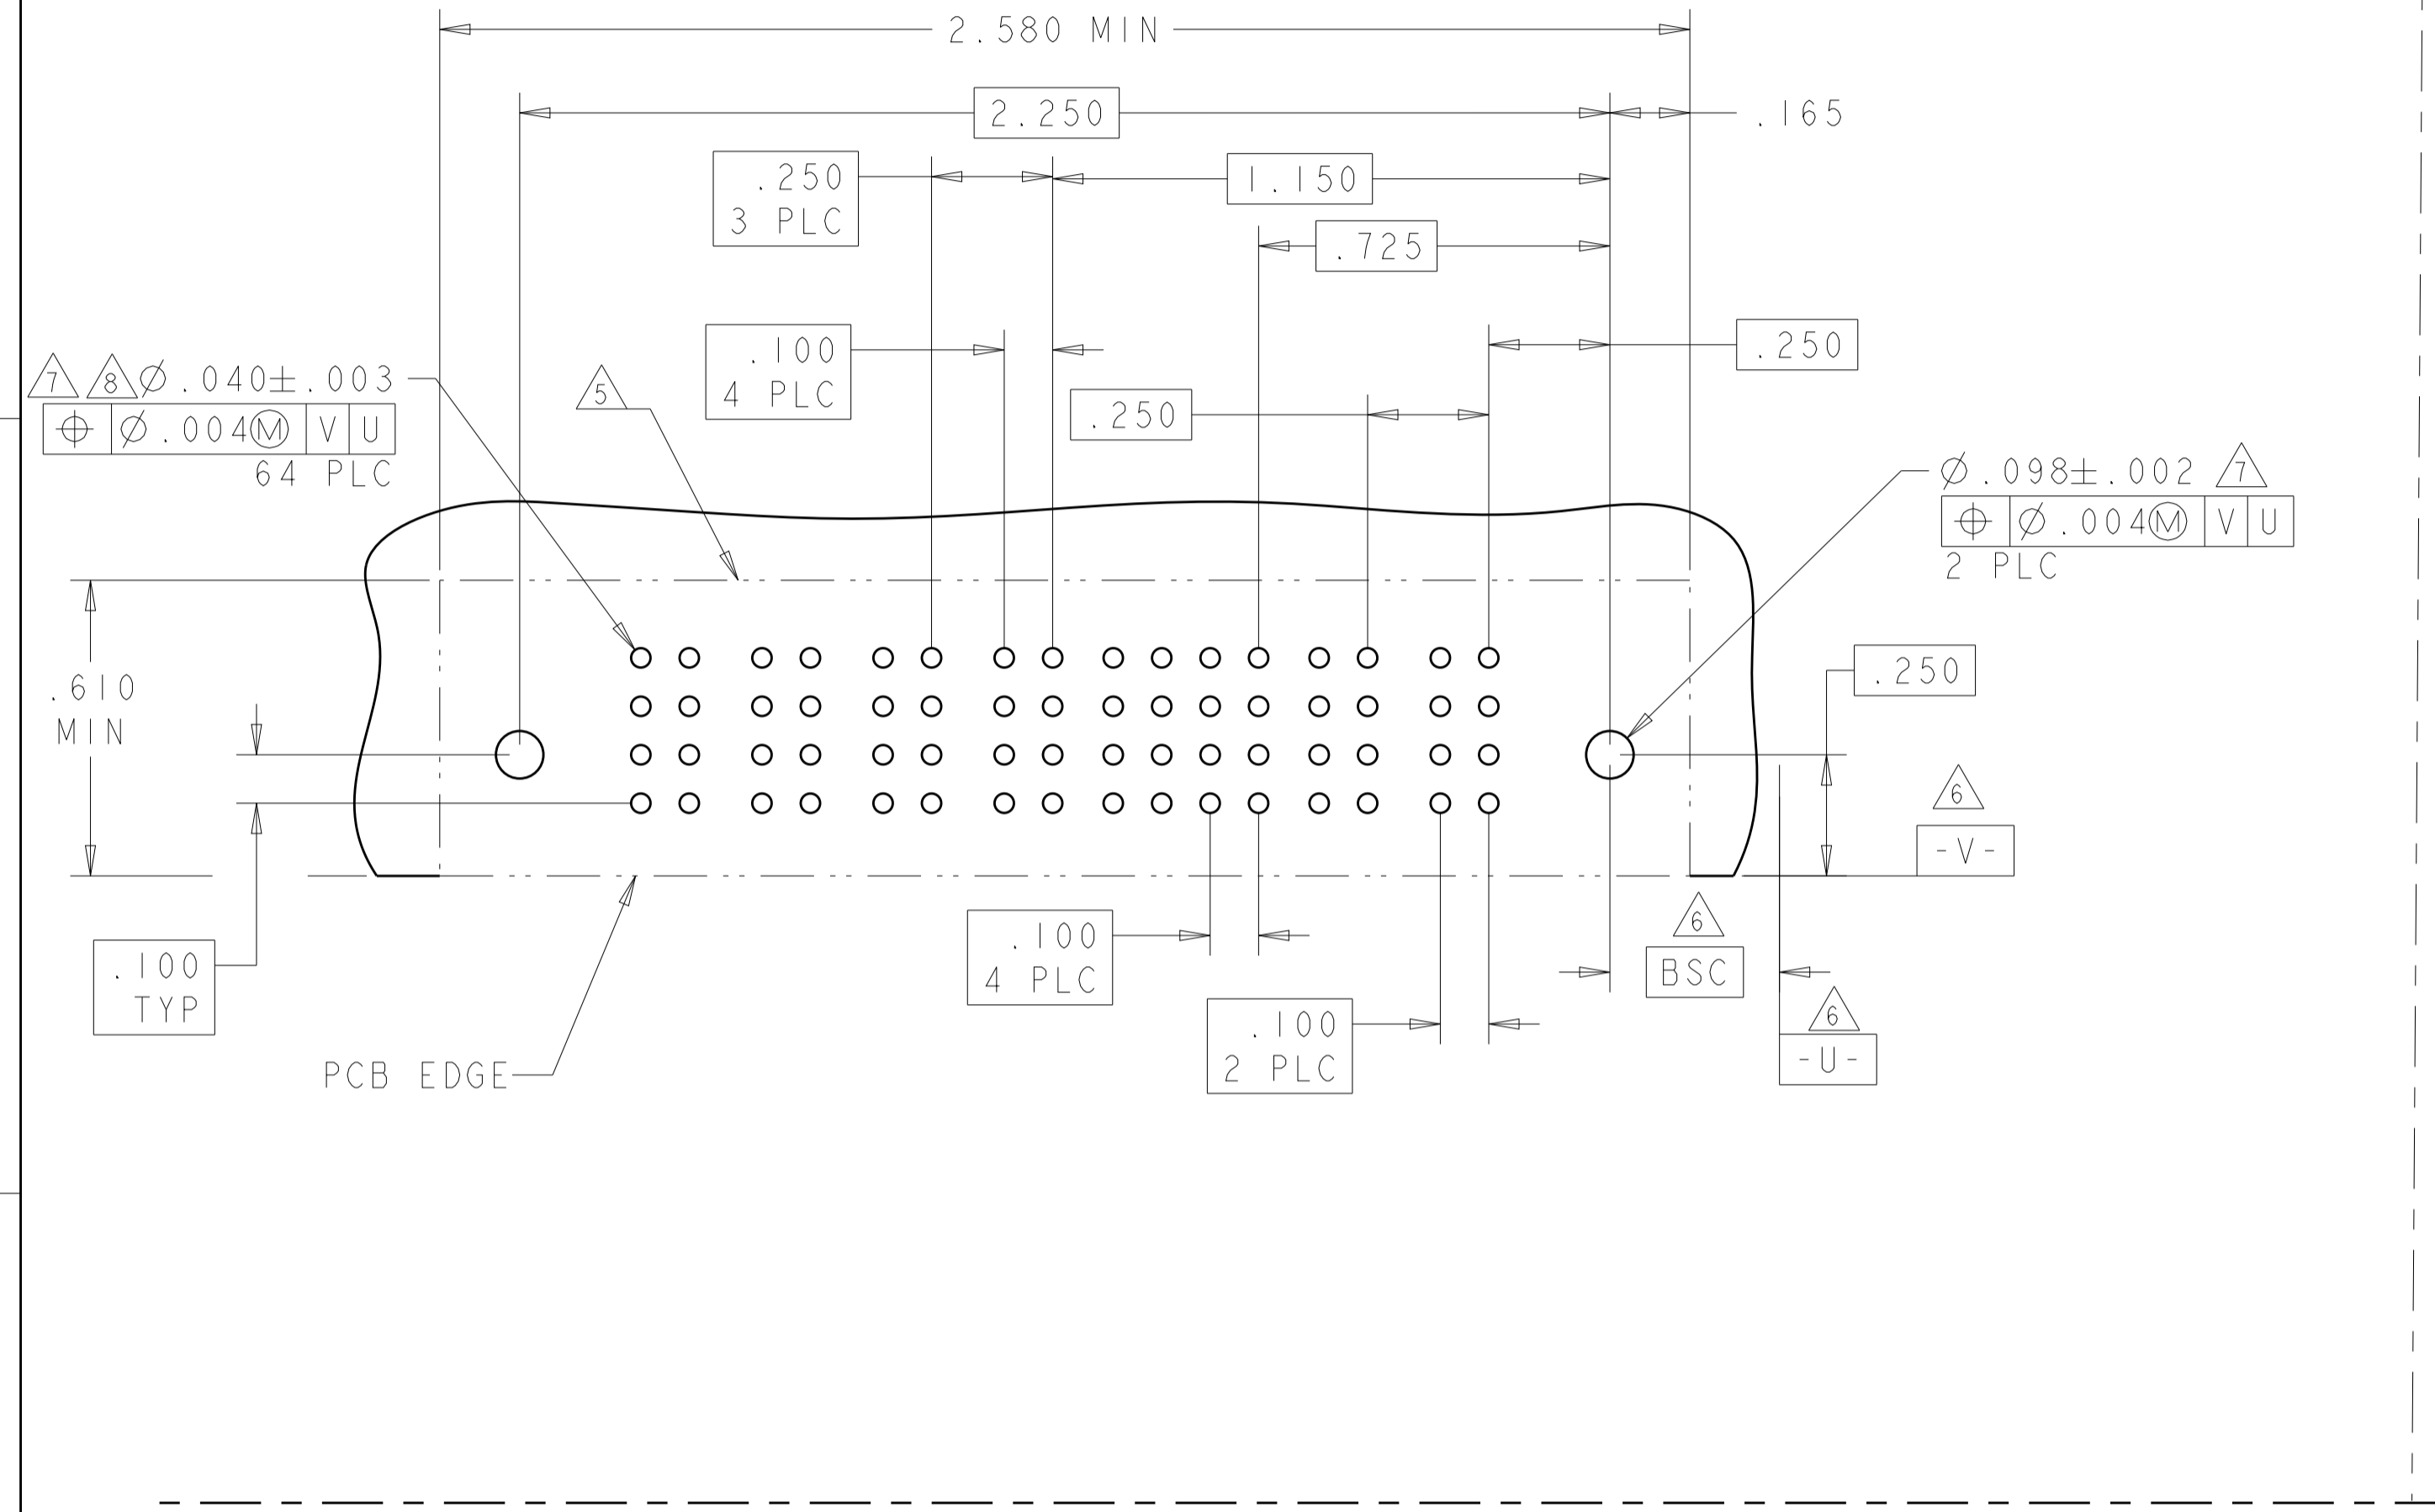 2.580 MIN
2.250
.165
.250
3 PLC
1.150
.725
.100
4 PLC
.250
.250
7 8 ⌀.040±.003
⌖ ⌀.004Ⓜ V U
64 PLC
5
⌀.098±.002 7
⌖ ⌀.004Ⓜ V U
2 PLC
.610
MIN
.250
6
-V-
.100
TYP
.100
4 PLC
6
BSC
.100
2 PLC
6
-U-
PCB EDGE